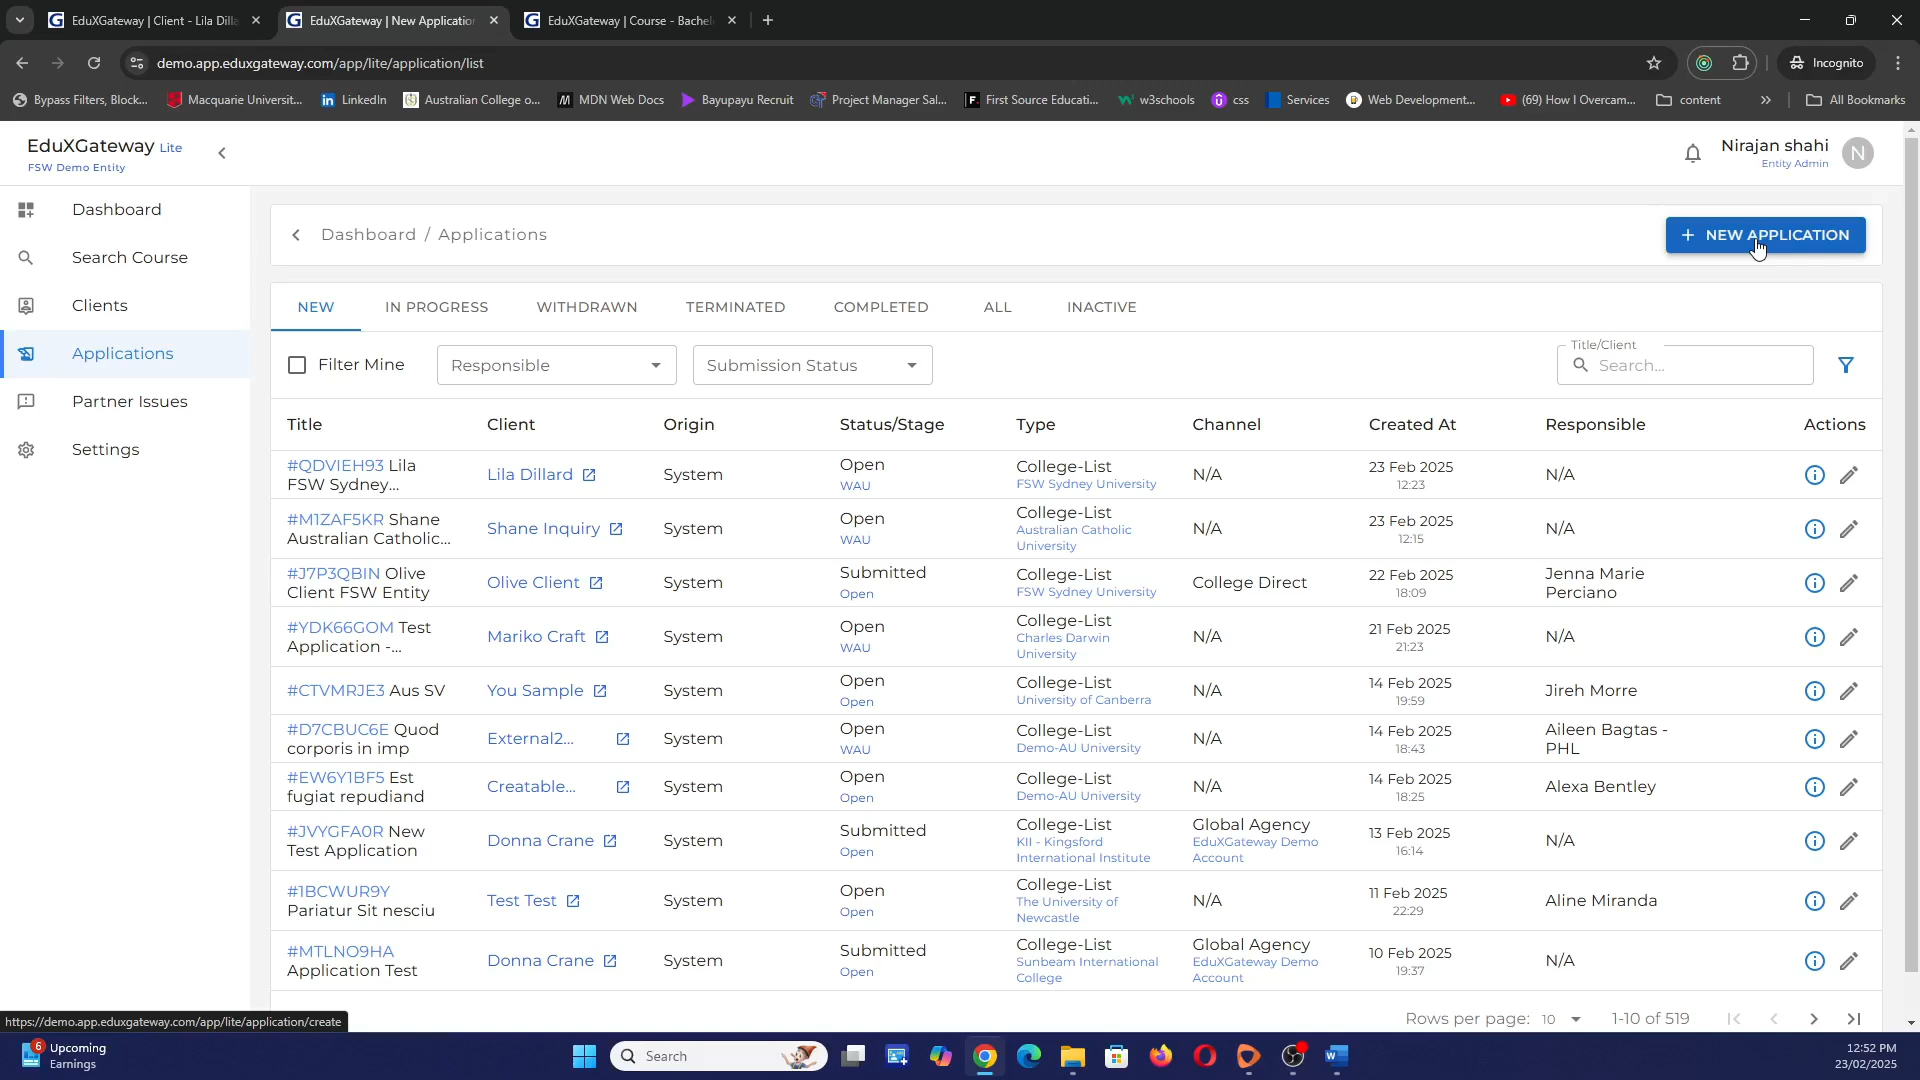 EduXGateway | Client - Lila Dilla
EduXGateway | New Application
EduXGateway | Course - Bachel
demo.app.eduxgateway.com/app/lite/application/list
Incognito
Bypass Filters, Block...
Macquarie Universit...
LinkedIn
Australian College o...
MDN Web Docs
Bayupayu Recruit
Project Manager Sal...
First Source Educati...
w3schools
css
Services
Web Development...
(69) How I Overcam...
content
All Bookmarks
EduXGateway Lite
FSW Demo Entity
Nirajan shahi
Entity Admin
N
Dashboard
Search Course
Clients
Applications
Partner Issues
Settings
Dashboard / Applications
+ NEW APPLICATION
NEW
IN PROGRESS
WITHDRAWN
TERMINATED
COMPLETED
ALL
INACTIVE
Filter Mine
Responsible
Submission Status
Title/Client
Search...
Title Client Origin Status/Stage Type Channel Created At Responsible Actions
#QDVIEH93 Lila
FSW Sydney...
Lila Dillard
System
Open
WAU
College-List
FSW Sydney University
N/A
23 Feb 2025
12:23
N/A
#M1ZAF5KR Shane
Australian Catholic...
Shane Inquiry
System
Open
WAU
College-List
Australian Catholic
University
N/A
23 Feb 2025
12:15
N/A
#J7P3QBIN Olive
Client FSW Entity
Olive Client
System
Submitted
Open
College-List
FSW Sydney University
College Direct
22 Feb 2025
18:09
Jenna Marie
Perciano
#YDK66GOM Test
Application -...
Mariko Craft
System
Open
WAU
College-List
Charles Darwin
University
N/A
21 Feb 2025
21:23
N/A
#CTVMRJE3 Aus SV
You Sample
System
Open
Open
College-List
University of Canberra
N/A
14 Feb 2025
19:59
Jireh Morre
#D7CBUC6E Quod
corporis in imp
External2...
System
Open
WAU
College-List
Demo-AU University
N/A
14 Feb 2025
18:43
Aileen Bagtas -
PHL
#EW6Y1BF5 Est
fugiat repudiand
Creatable...
System
Open
Open
College-List
Demo-AU University
N/A
14 Feb 2025
18:25
Alexa Bentley
#JVYGFA0R New
Test Application
Donna Crane
System
Submitted
Open
College-List
KII - Kingsford
International Institute
Global Agency
EduXGateway Demo
Account
13 Feb 2025
16:14
N/A
#1BCWUR9Y
Pariatur Sit nesciu
Test Test
System
Open
Open
College-List
The University of
Newcastle
N/A
11 Feb 2025
22:29
Aline Miranda
#MTLNO9HA
Application Test
Donna Crane
System
Submitted
Open
College-List
Sunbeam International
College
Global Agency
EduXGateway Demo
Account
10 Feb 2025
19:37
N/A
Rows per page: 10
1-10 of 519
https://demo.app.eduxgateway.com/app/lite/application/create
6
Upcoming
Earnings
Search
12:52 PM
23/02/2025